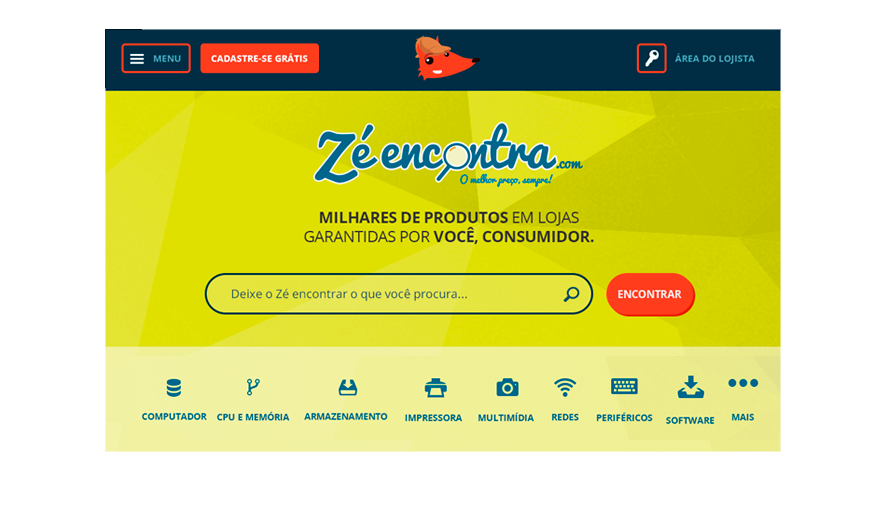 MENU
CADASTRE-SE GRÁTIS
ÁREA DO LOJISTA
Zé encontra.com
O melhor preço, sempre!
MILHARES DE PRODUTOS EM LOJAS
GARANTIDAS POR VOCÊ, CONSUMIDOR.
Deixe o Zé encontrar o que você procura...
ENCONTRAR
COMPUTADOR
CPU E MEMÓRIA
ARMAZENAMENTO
IMPRESSORA
MULTIMÍDIA
REDES
PERIFÉRICOS
SOFTWARE
MAIS